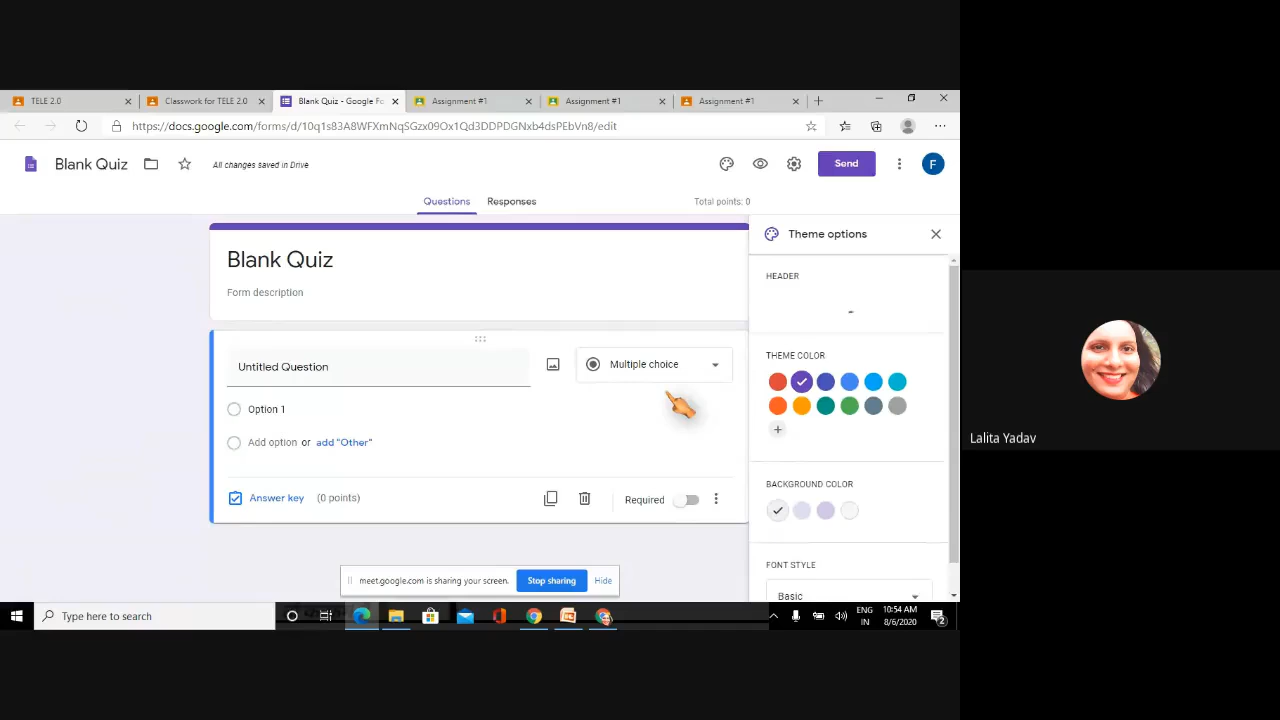 TELE 2.0
Classwork for TELE 2.0
Blank Quiz - Google Fo
Assignment #1
Assignment #1
Assignment #1
https://docs.google.com/forms/d/10q1s83A8WFXmNqSGzx09Ox1Qd3DDPDGNxb4dsPEbVn8/edit
Blank Quiz
All changes saved in Drive
Send
F
Questions
Responses
Total points: 0
Blank Quiz
Form description
Untitled Question
Multiple choice
Option 1
Add option or add "Other"
Answer key (0 points)
Required
Theme options
HEADER
THEME COLOR
BACKGROUND COLOR
FONT STYLE
Basic
meet.google.com is sharing your screen.
Stop sharing
Hide
Type here to search
ENG
IN
10:54 AM
8/6/2020
2
Lalita Yadav